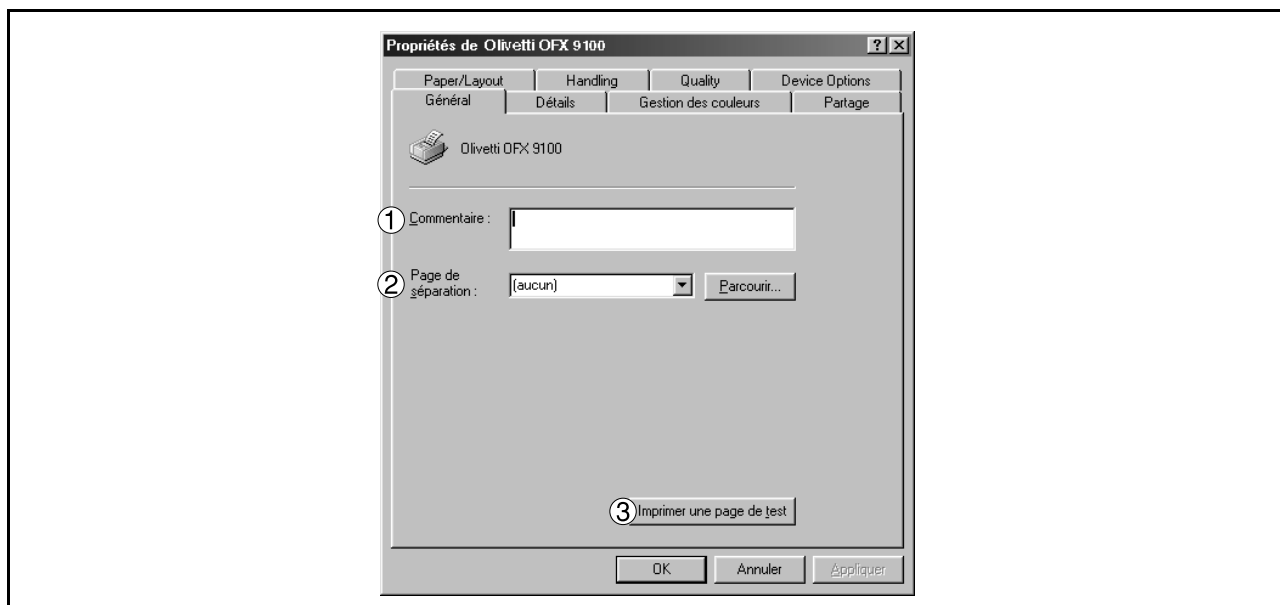 Propriétés de Olivetti OFX 9100
Paper/Layout Handling Quality Device Options
Général Détails Gestion des couleurs Partage
Olivetti OFX 9100
① Commentaire :
② Page de
séparation : (aucun) Parcourir...
③ Imprimer une page de test
OK Annuler Appliquer